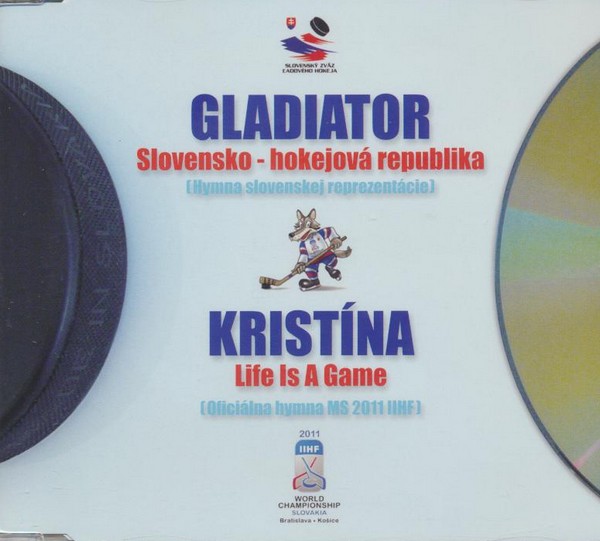 SLOVENSKÝ ZVÄZ
ĽADOVÉHO HOKEJA
GLADIATOR
Slovensko - hokejová republika
(Hymna slovenskej reprezentácie)
KRISTÍNA
Life Is A Game
(Oficiálna hymna MS 2011 IIHF)
2011
IIHF
WORLD
CHAMPIONSHIP
SLOVAKIA
Bratislava • Košice